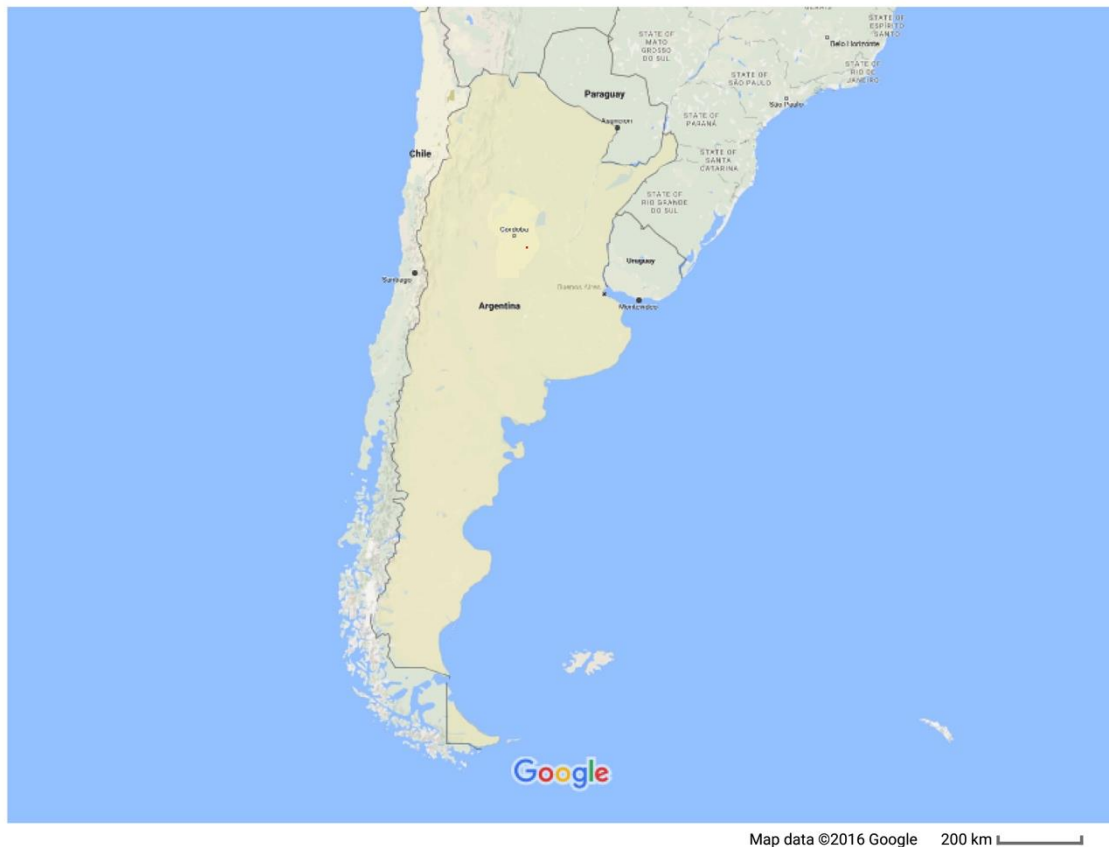 STATE OF
ESPÍRITO
SANTO
STATE OF
MATO
GROSSO
DO SUL
Belo Horizonte
STATE OF
RIO DE
JANEIRO
STATE OF
SÃO PAULO
Paraguay
São Paulo
STATE OF
PARANÁ
Asuncion
Chile
STATE OF
SANTA
CATARINA
STATE OF
RIO GRANDE
DO SUL
Cordoba
Uruguay
Santiago
Buenos Aires
Argentina
Montevideo
Google
Map data ©2016 Google 200 km